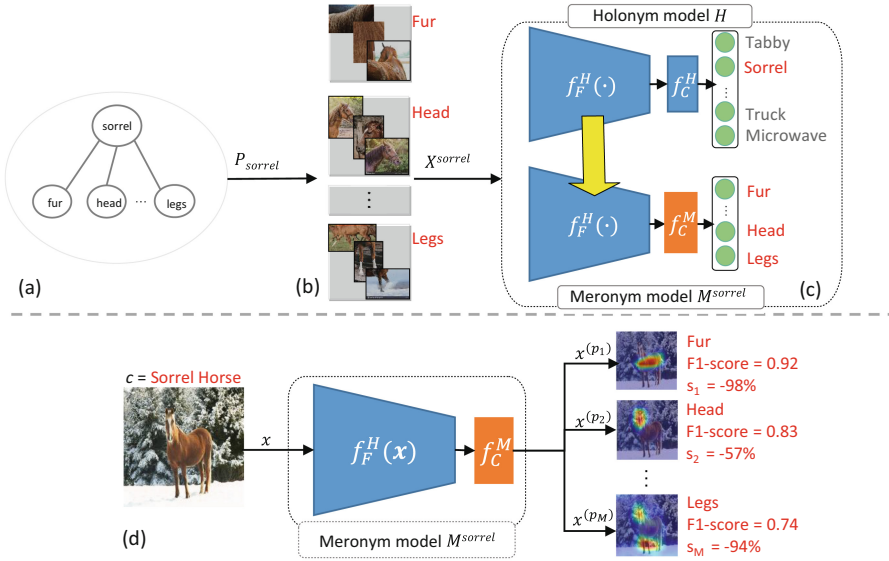 sorrel
fur
head
...
legs
(a)
P_sorrel
Fur
Head
⋮
Legs
(b)
X^sorrel
Holonym model H
f_F^H(·)
f_C^H
Tabby
Sorrel
⋮
Truck
Microwave
f_F^H(·)
f_C^M
Fur
⋮
Head
Legs
Meronym model M^sorrel
(c)
c = Sorrel Horse
x
f_F^H(x)
f_C^M
Meronym model M^sorrel
(d)
x^(p_1)
Fur
F1-score = 0.92
s_1 = -98%
x^(p_2)
Head
F1-score = 0.83
s_2 = -57%
⋮
x^(p_M)
Legs
F1-score = 0.74
s_M = -94%